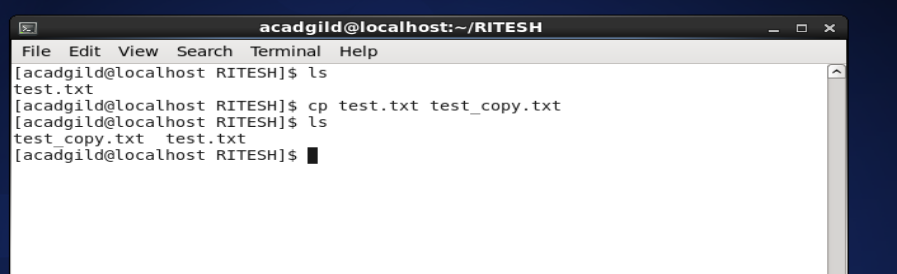 acadgild@localhost:~/RITESH
File Edit View Search Terminal Help
[acadgild@localhost RITESH]$ ls
test.txt
[acadgild@localhost RITESH]$ cp test.txt test_copy.txt
[acadgild@localhost RITESH]$ ls
test_copy.txt  test.txt
[acadgild@localhost RITESH]$